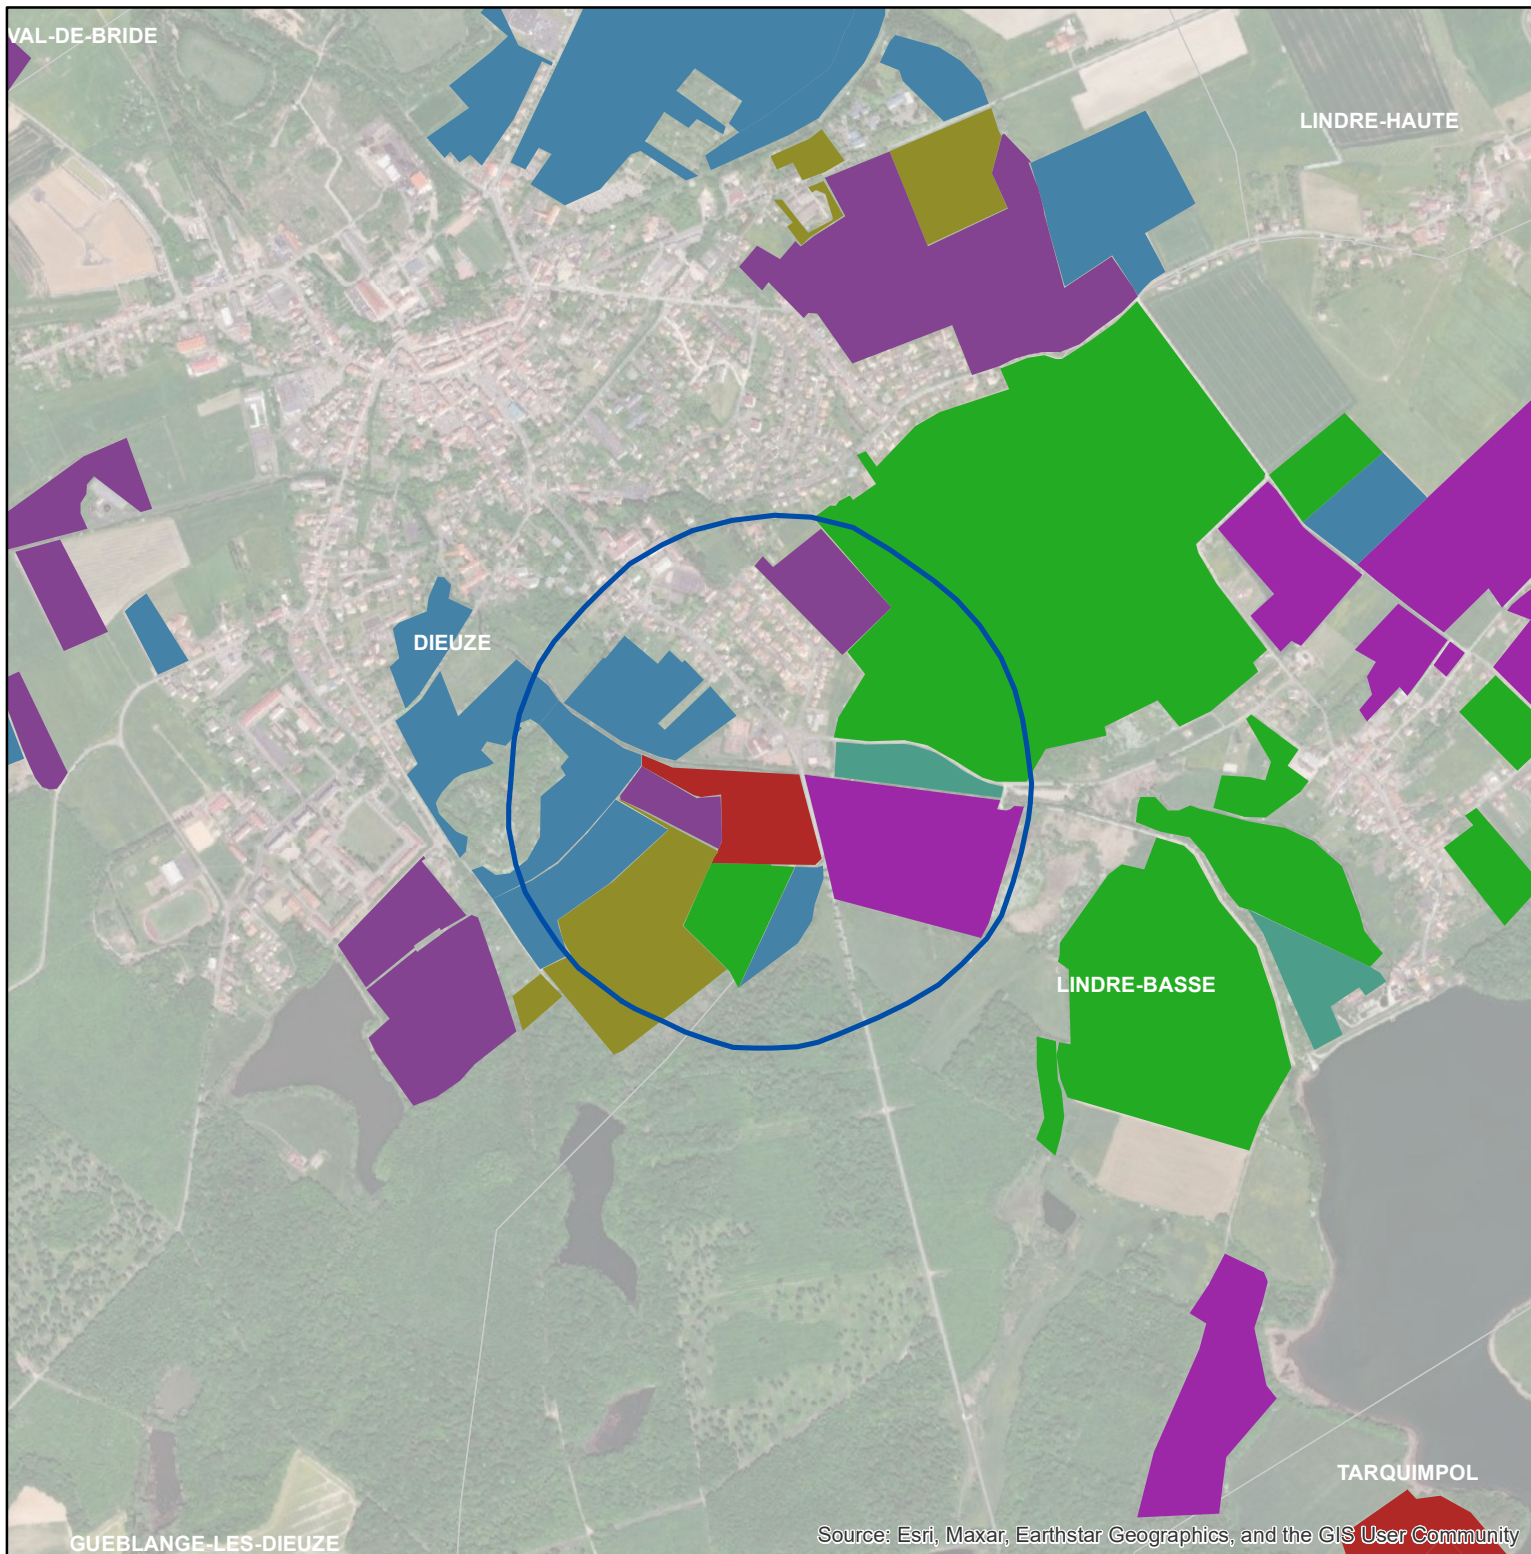 VAL-DE-BRIDE
LINDRE-HAUTE
DIEUZE
LINDRE-BASSE
TARQUIMPOL
Source: Esri, Maxar, Earthstar Geographics, and the GIS User Community
GUEBLANGE-LES-DIEUZE